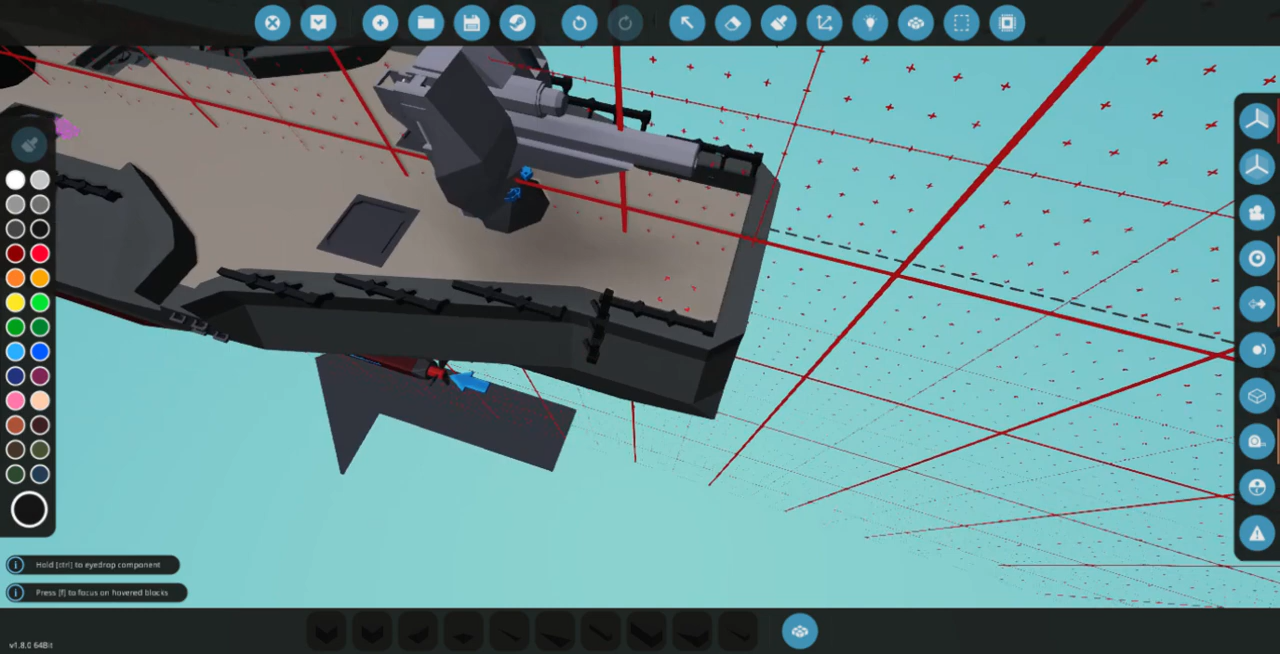 Hold [ctrl] to eyedrop component
Press [f] to focus on hovered blocks
v1.8.0 64Bit